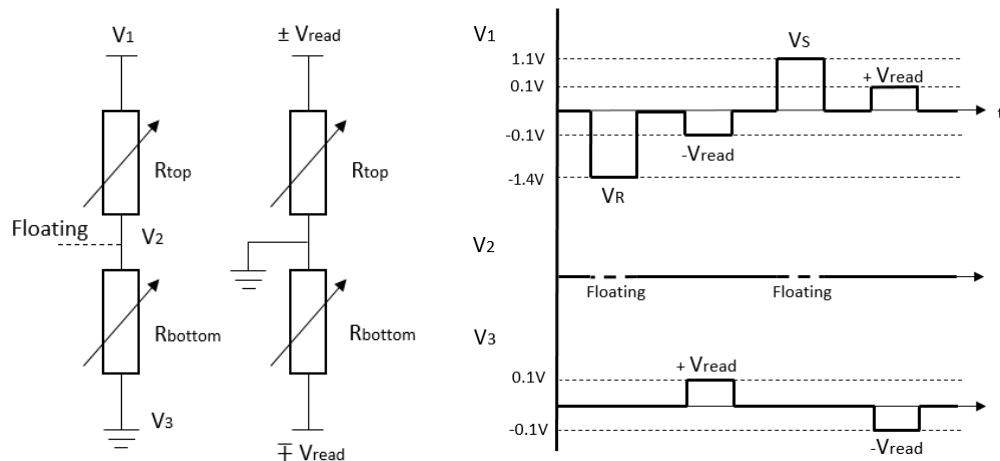 V1
± Vread
Rtop
Rtop
Floating
V2
Rbottom
Rbottom
V3
∓ Vread
V1
1.1V
0.1V
-0.1V
-1.4V
VR
-Vread
VS
+ Vread
t
V2
Floating
Floating
V3
0.1V
-0.1V
+ Vread
-Vread